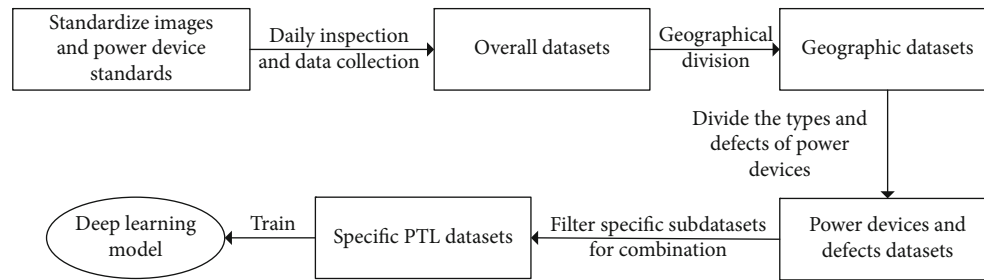 Standardize images
and power device
standards
Daily inspection
and data collection
Overall datasets
Geographical
division
Geographic datasets
Divide the types and
defects of power
devices
Power devices and
defects datasets
Filter specific subdatasets
for combination
Specific PTL datasets
Train
Deep learning
model